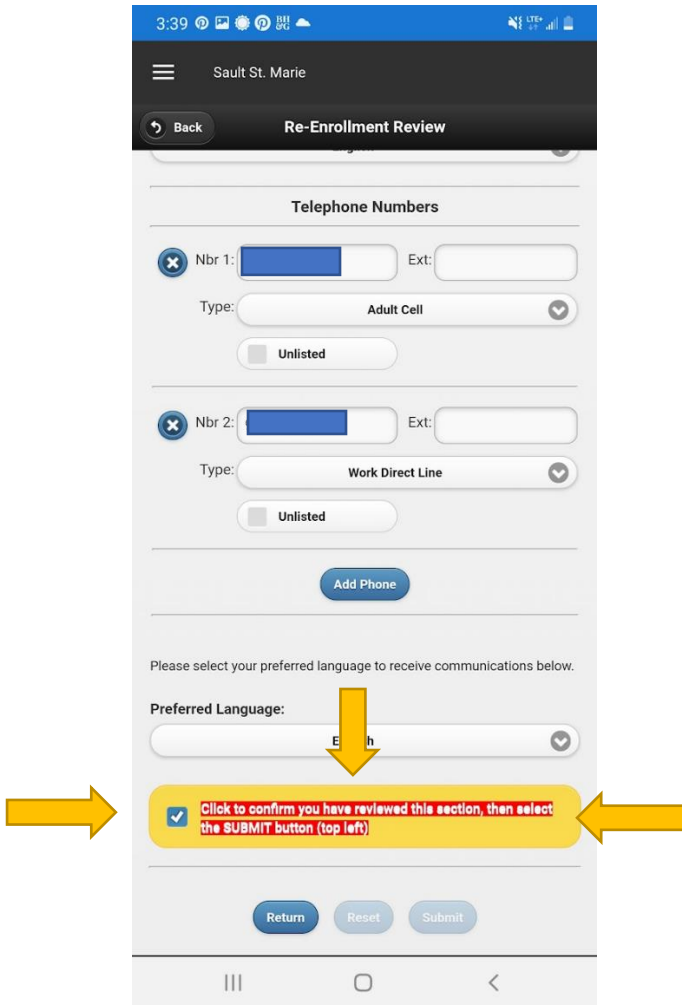 3:39
LTE+
Sault St. Marie
Back
Re-Enrollment Review
Telephone Numbers
Nbr 1:
Ext:
Type:
Adult Cell
Unlisted
Nbr 2:
Ext:
Type:
Work Direct Line
Unlisted
Add Phone
Please select your preferred language to receive communications below.
Preferred Language:
Click to confirm you have reviewed this section, then select
the SUBMIT button (top left)
Return
Reset
Submit